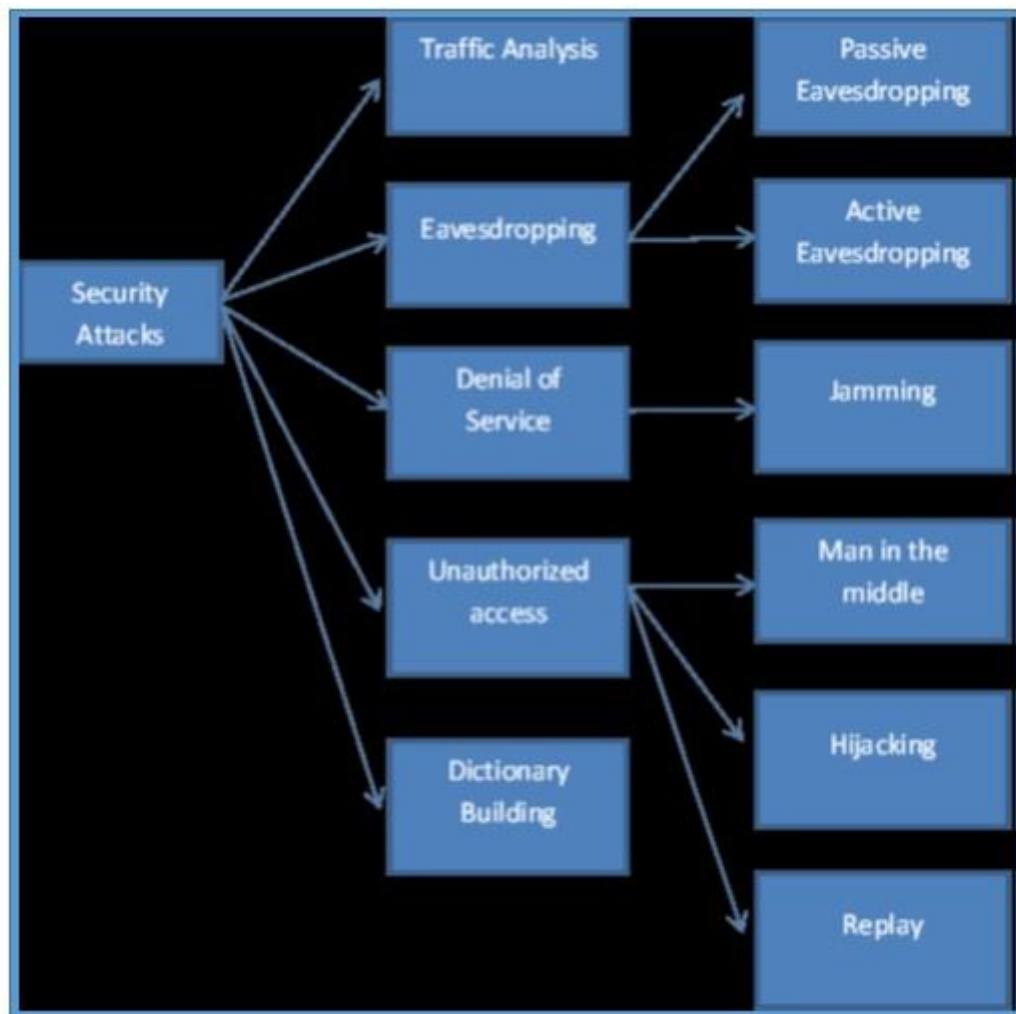 Security
Attacks
Traffic Analysis
Eavesdropping
Denial of
Service
Unauthorized
access
Dictionary
Building
Passive
Eavesdropping
Active
Eavesdropping
Jamming
Man in the
middle
Hijacking
Replay